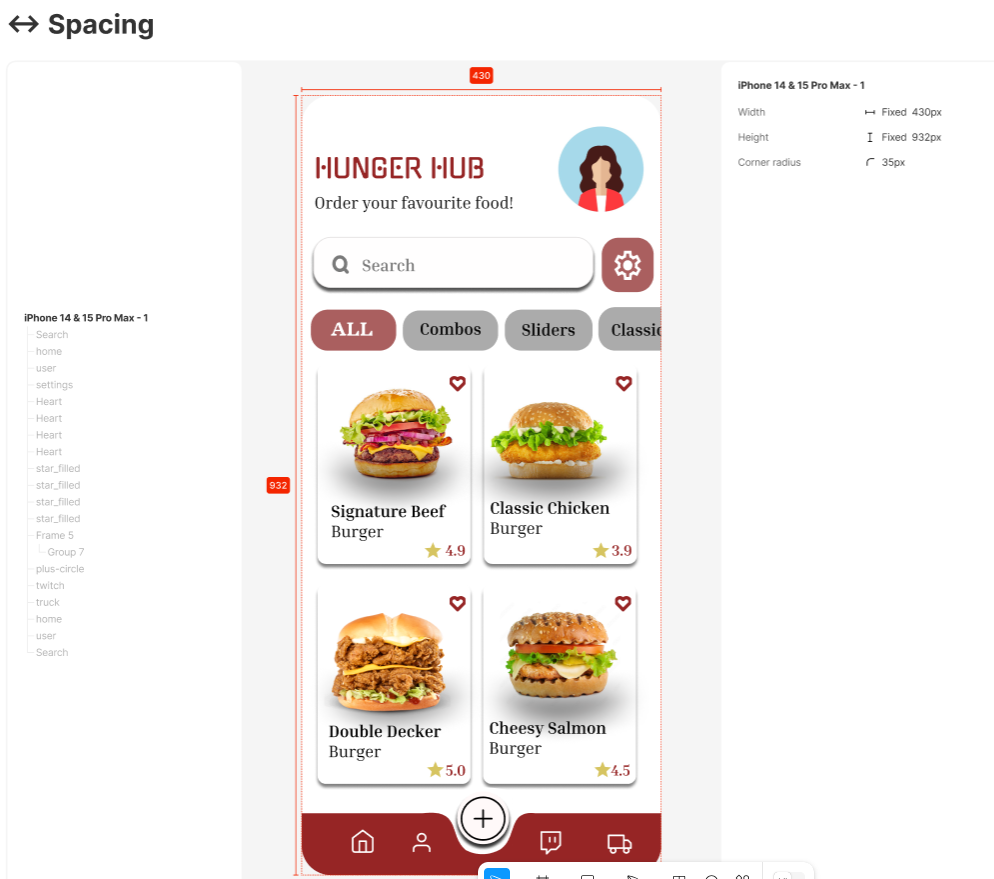 Spacing
iPhone 14 & 15 Pro Max - 1
Search
home
user
settings
Heart
Heart
Heart
Heart
star_filled
star_filled
star_filled
star_filled
Frame 5
Group 7
plus-circle
twitch
truck
home
user
Search
430
932
HUNGER HUB
Order your favourite food!
Search
ALL
Combos
Sliders
Classic
Signature Beef
Burger
4.9
Classic Chicken
Burger
3.9
Double Decker
Burger
5.0
Cheesy Salmon
Burger
4.5
iPhone 14 & 15 Pro Max - 1
Width Fixed 430px
Height Fixed 932px
Corner radius 35px